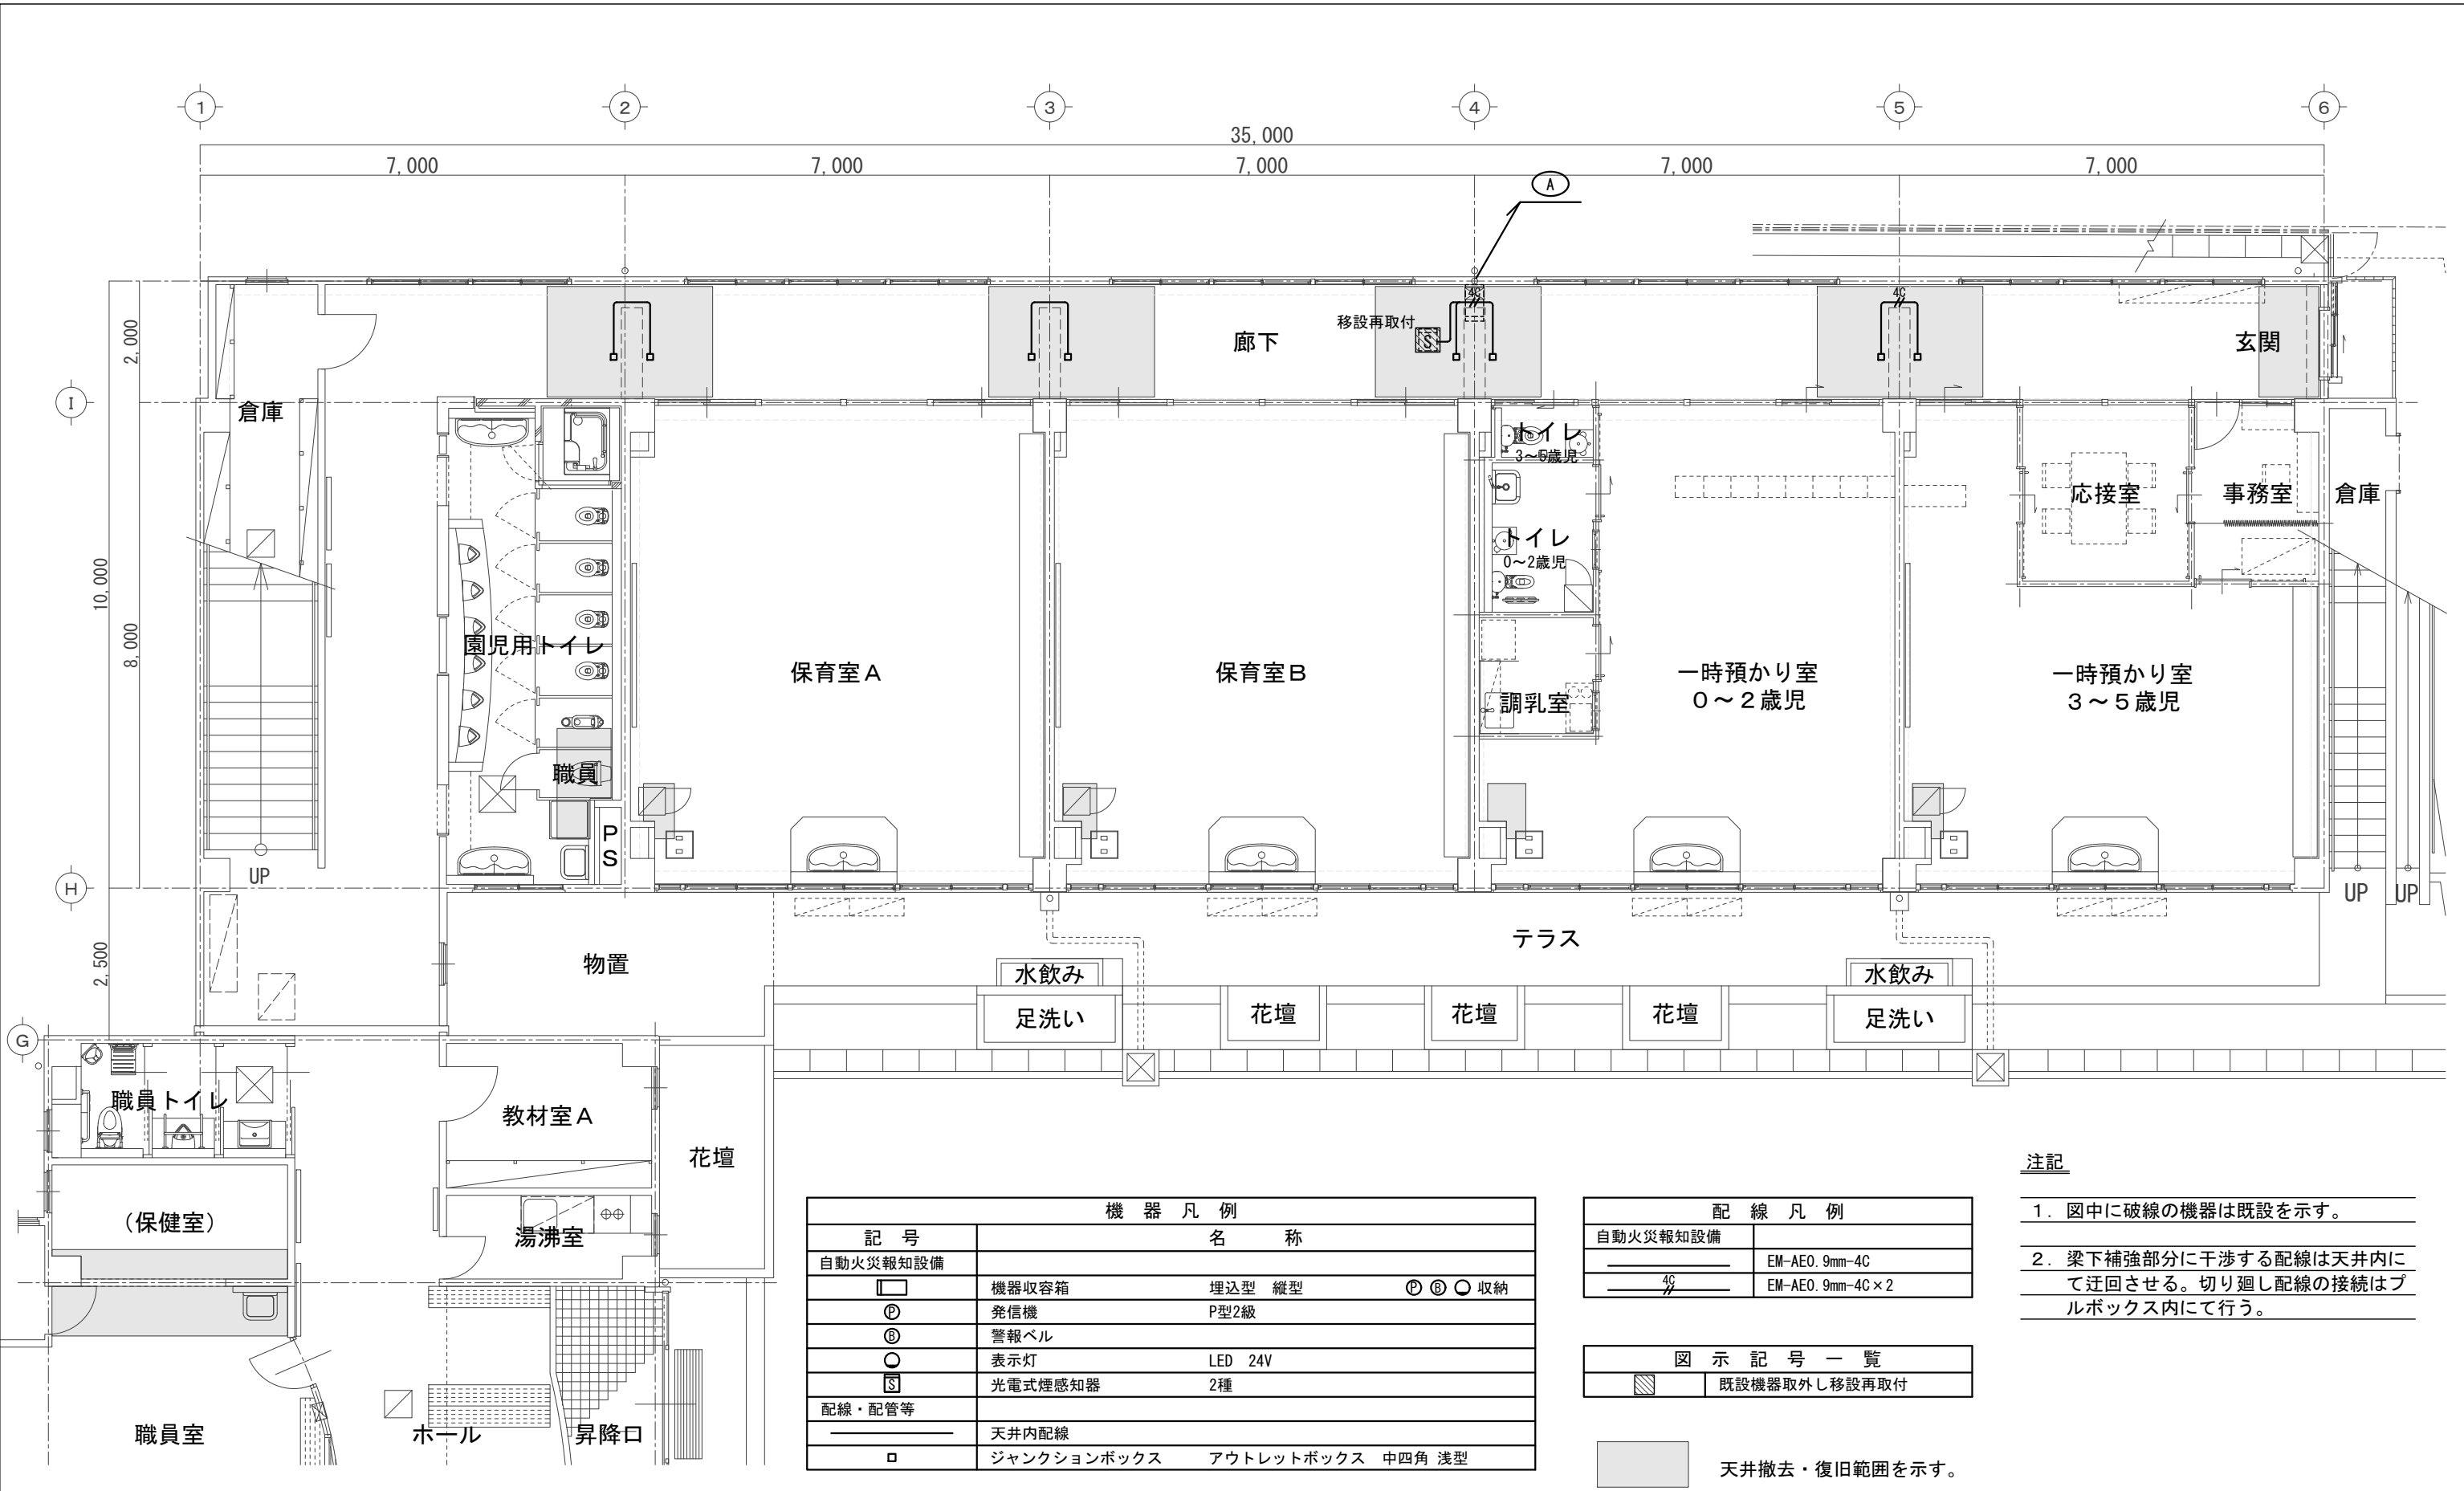 1 2 3 4 5 6
35,000
7,000 7,000 7,000 7,000 7,000
A
2,000
10,000
8,000
2,500
I
H
G
4C
4C
移設再取付
S
廊下
玄関
倉庫
トイレ
3～5歳児
応接室
事務室
倉庫
トイレ
0～2歳児
園児用トイレ
保育室A
保育室B
調乳室
一時預かり室
0～2歳児
一時預かり室
3～5歳児
職員
PS
UP
UP
UP
物置
テラス
水飲み
水飲み
足洗い
花壇
花壇
花壇
足洗い
職員トイレ
教材室A
花壇
(保健室)
湯沸室
職員室
ホール
昇降口
機 器 凡 例
記 号 名 称
自動火災報知設備
機器収容箱 埋込型 縦型 P B 収納
P 発信機 P型2級
B 警報ベル
表示灯 LED 24V
S 光電式煙感知器 2種
配線・配管等
天井内配線
ジャンクションボックス アウトレットボックス 中四角 浅型
配 線 凡 例
自動火災報知設備
EM-AE0.9mm-4C
4C EM-AE0.9mm-4C×2
図 示 記 号 一 覧
既設機器取外し移設再取付
天井撤去・復旧範囲を示す。
注記
1. 図中に破線の機器は既設を示す。
2. 梁下補強部分に干渉する配線は天井内に
て迂回させる。切り廻し配線の接続はプ
ルボックス内にて行う。